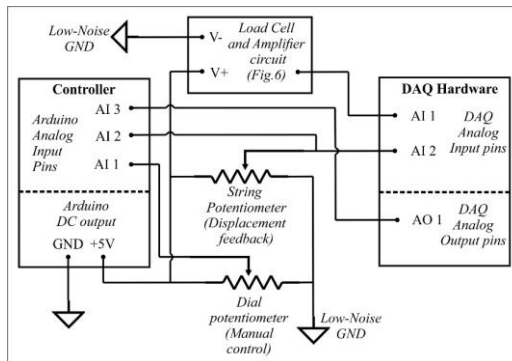 Low-Noise
GND
V-
V+
Load Cell
and Amplifier
circuit
(Fig.6)
Controller
AI 3
AI 2
AI 1
Arduino
Analog
Input
Pins
Arduino
DC output
GND +5V
String
Potentiometer
(Displacement
feedback)
Dial
potentiometer
(Manual
control)
Low-Noise
GND
DAQ Hardware
AI 1
AI 2
DAQ
Analog
Input pins
AO 1
DAQ
Analog
Output pins